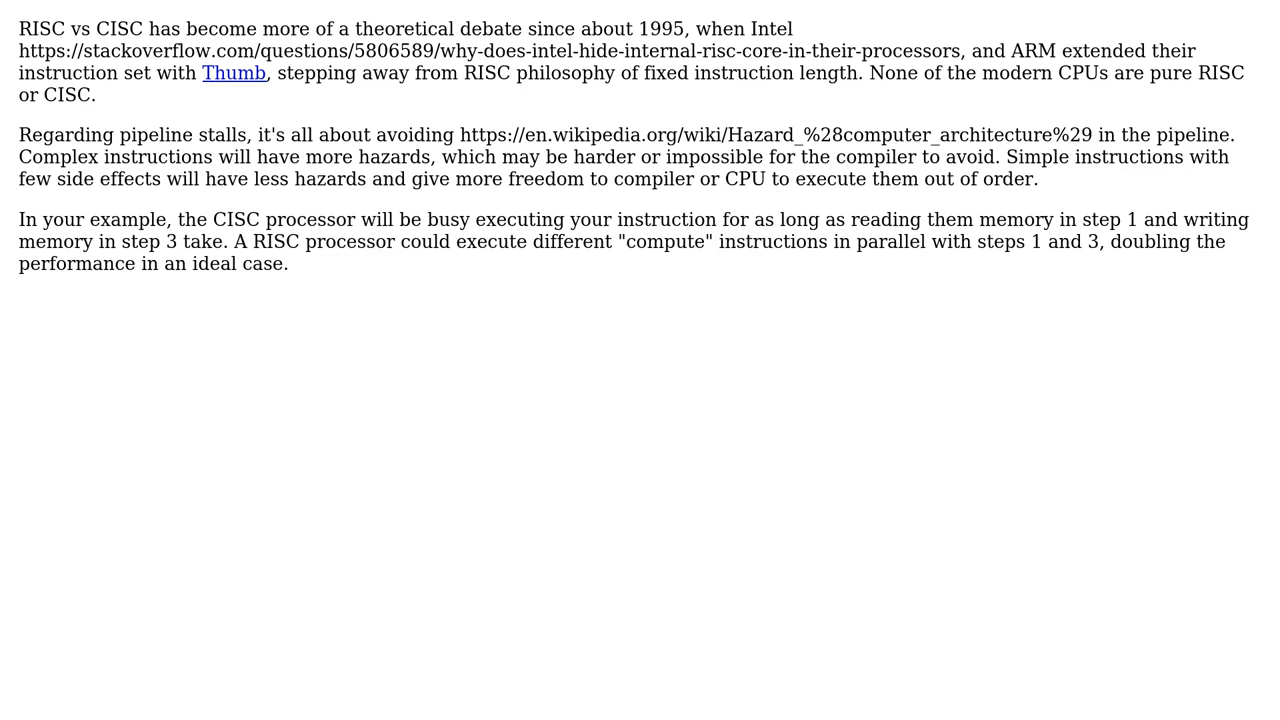 RISC vs CISC has become more of a theoretical debate since about 1995, when Intel
https://stackoverflow.com/questions/5806589/why-does-intel-hide-internal-risc-core-in-their-processors, and ARM extended their
instruction set with Thumb, stepping away from RISC philosophy of fixed instruction length. None of the modern CPUs are pure RISC
or CISC.
Regarding pipeline stalls, it's all about avoiding https://en.wikipedia.org/wiki/Hazard_%28computer_architecture%29 in the pipeline.
Complex instructions will have more hazards, which may be harder or impossible for the compiler to avoid. Simple instructions with
few side effects will have less hazards and give more freedom to compiler or CPU to execute them out of order.
In your example, the CISC processor will be busy executing your instruction for as long as reading them memory in step 1 and writing
memory in step 3 take. A RISC processor could execute different "compute" instructions in parallel with steps 1 and 3, doubling the
performance in an ideal case.